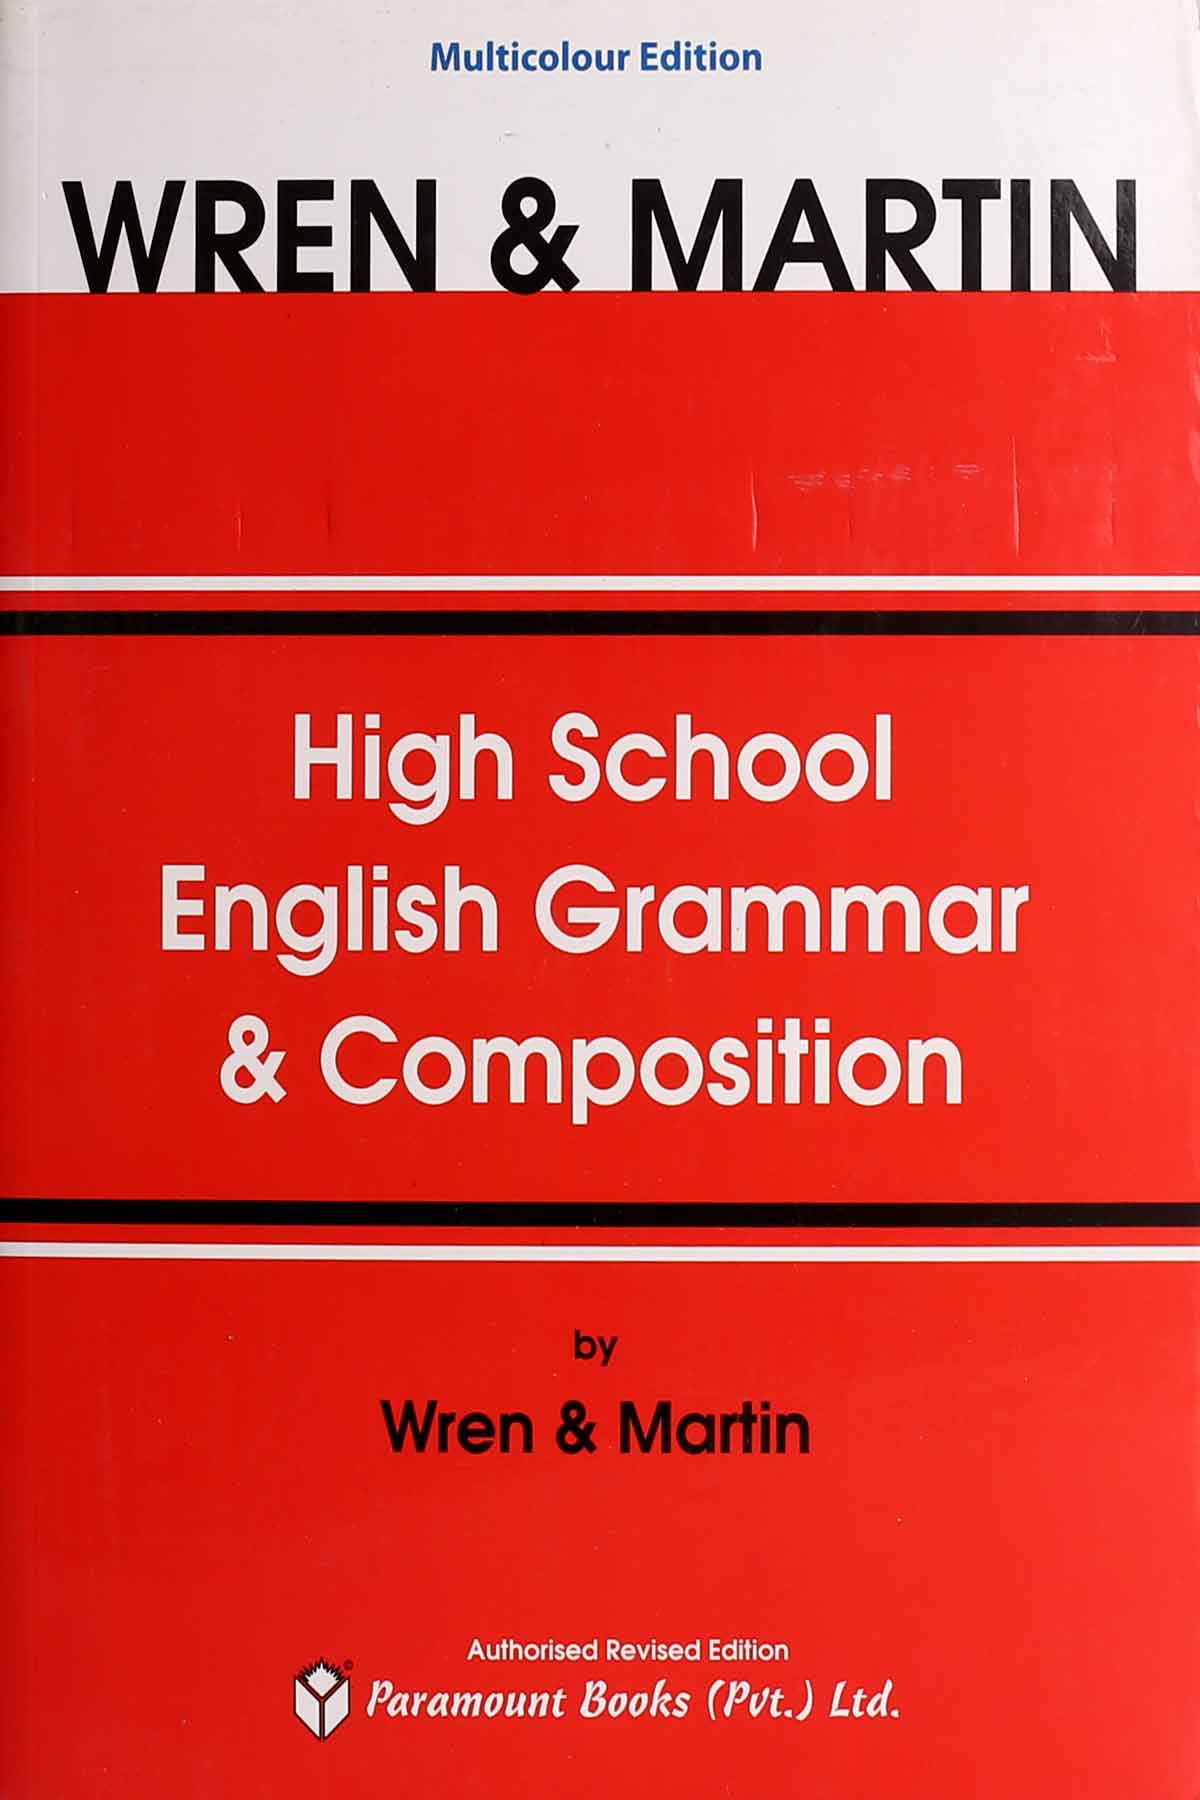 Multicolour Edition
WREN & MARTIN
High School
English Grammar
& Composition
by
Wren & Martin
Authorised Revised Edition
©
Paramount Books (Pvt.) Ltd.